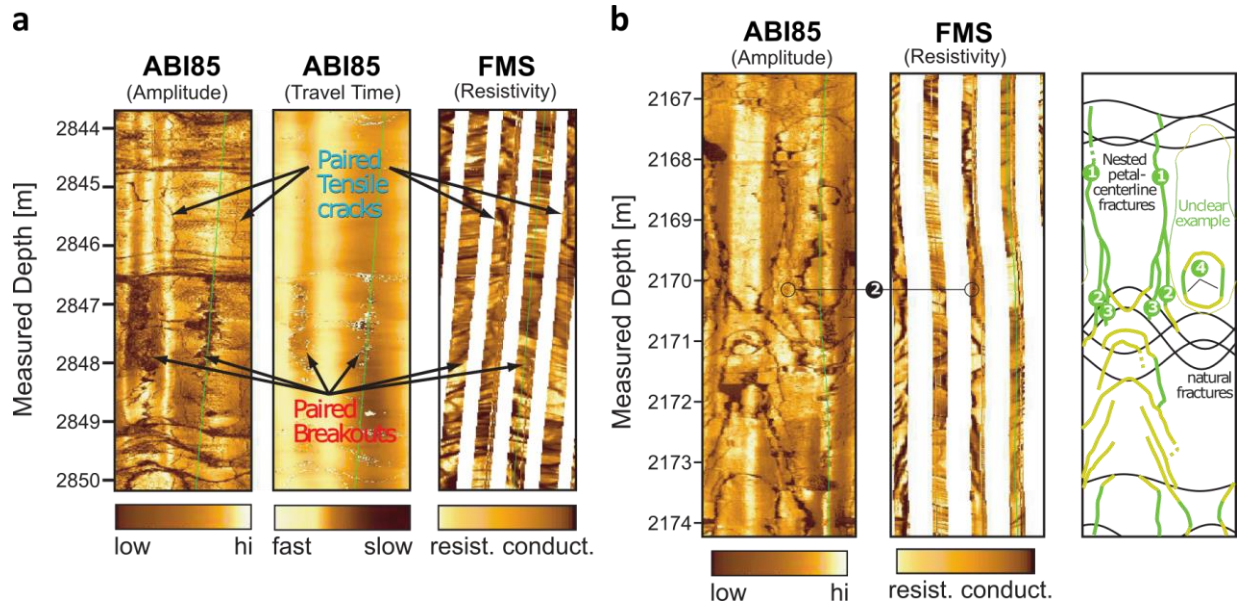 a
ABI85
(Amplitude)
ABI85
(Travel Time)
FMS
(Resistivity)
Measured Depth [m]
2844
2845
2846
2847
2848
2849
2850
Paired
Tensile
cracks
Paired
Breakouts
low hi
fast slow
resist. conduct.
b
ABI85
(Amplitude)
FMS
(Resistivity)
Measured Depth [m]
2167
2168
2169
2170
2171
2172
2173
2174
2
low hi
resist. conduct.
1
Nested
petal-
centerline
fractures
1
Unclear
example
4
2
3
2
3
natural
fractures